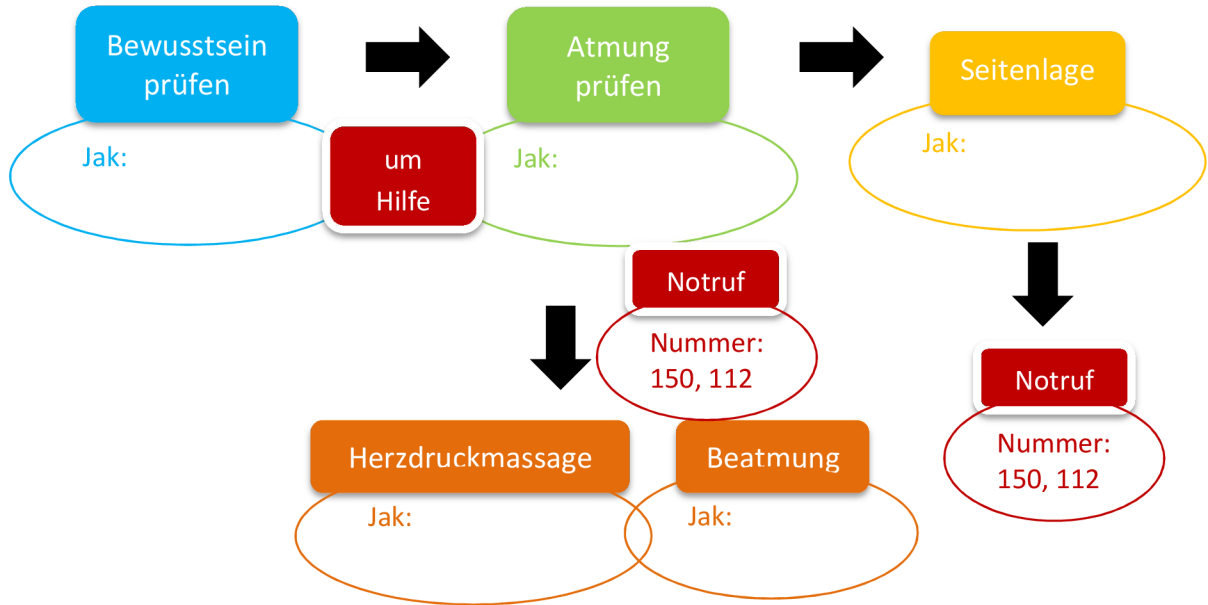 Bewusstsein
prüfen
Atmung
prüfen
Seitenlage
Jak:
um
Hilfe
Jak:
Jak:
Notruf
Nummer:
150, 112
Notruf
Nummer:
150, 112
Herzdruckmassage
Beatmung
Jak:
Jak: